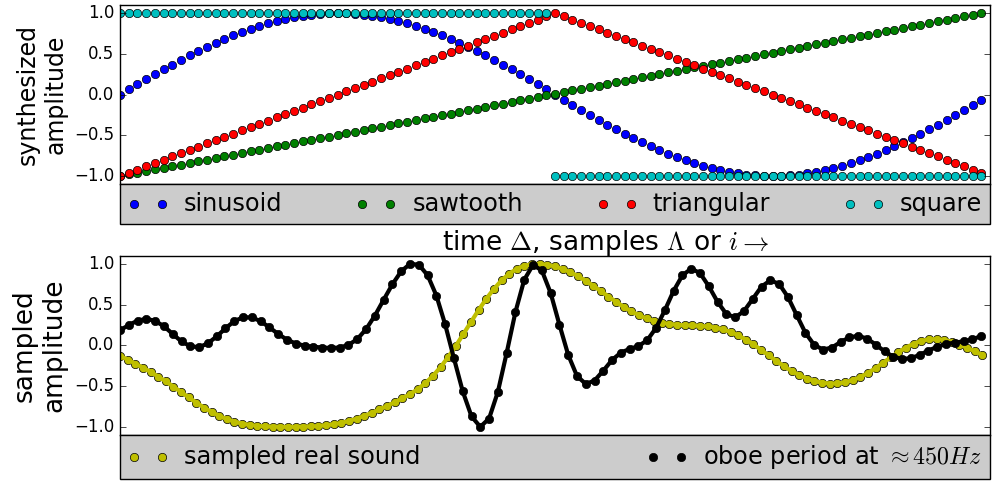 synthesized
amplitude
1.0
0.5
0.0
−0.5
−1.0
sinusoid sawtooth triangular square
time Δ, samples Λ or i →
sampled
amplitude
1.0
0.5
0.0
−0.5
−1.0
sampled real sound oboe period at ≈450Hz